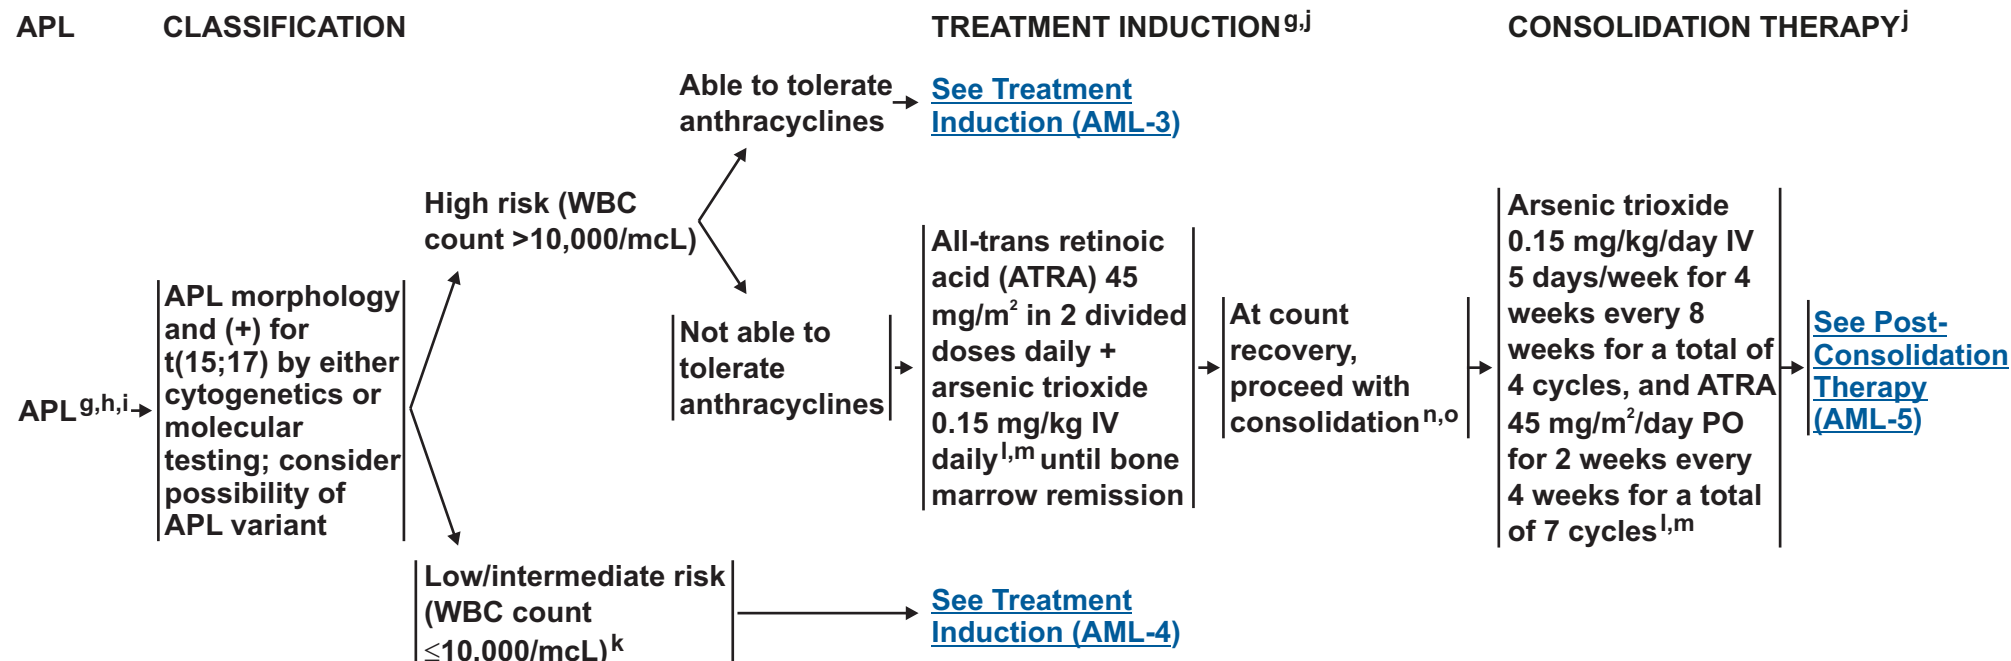 APL CLASSIFICATION TREATMENT INDUCTION g,j CONSOLIDATION THERAPY j
APL g,h,i
APL morphology
and (+) for
t(15;17) by either
cytogenetics or
molecular
testing; consider
possibility of
APL variant
High risk (WBC
count >10,000/mcL)
Able to tolerate
anthracyclines
See Treatment
Induction (AML-3)
Not able to
tolerate
anthracyclines
All-trans retinoic
acid (ATRA) 45
mg/m² in 2 divided
doses daily +
arsenic trioxide
0.15 mg/kg IV
daily l,m until bone
marrow remission
At count
recovery,
proceed with
consolidation n,o
Arsenic trioxide
0.15 mg/kg/day IV
5 days/week for 4
weeks every 8
weeks for a total of
4 cycles, and ATRA
45 mg/m²/day PO
for 2 weeks every
4 weeks for a total
of 7 cycles l,m
See Post-
Consolidation
Therapy
(AML-5)
Low/intermediate risk
(WBC count
≤10,000/mcL) k
See Treatment
Induction (AML-4)